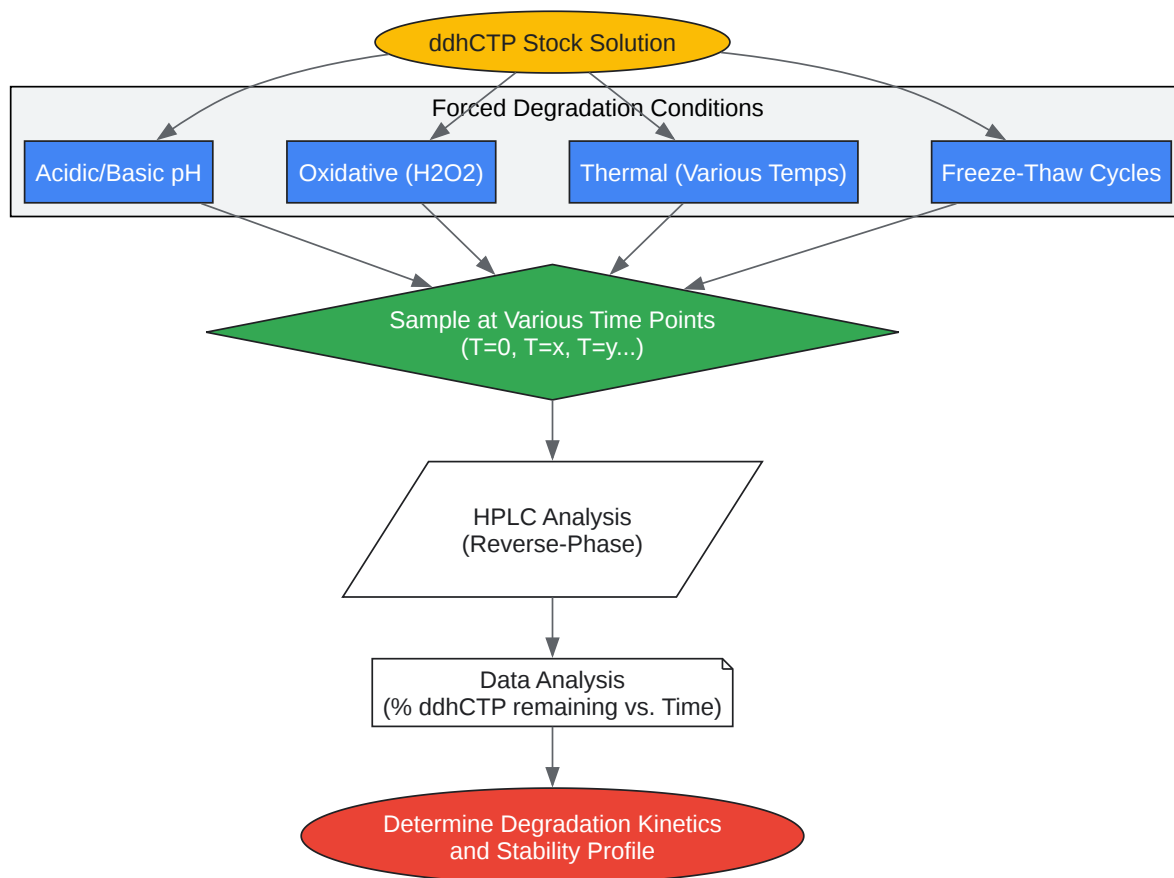 ddhCTP Stock Solution
Forced Degradation Conditions
Acidic/Basic pH
Oxidative (H2O2)
Thermal (Various Temps)
Freeze-Thaw Cycles
Sample at Various Time Points
(T=0, T=x, T=y...)
HPLC Analysis
(Reverse-Phase)
Data Analysis
(% ddhCTP remaining vs. Time)
Determine Degradation Kinetics
and Stability Profile